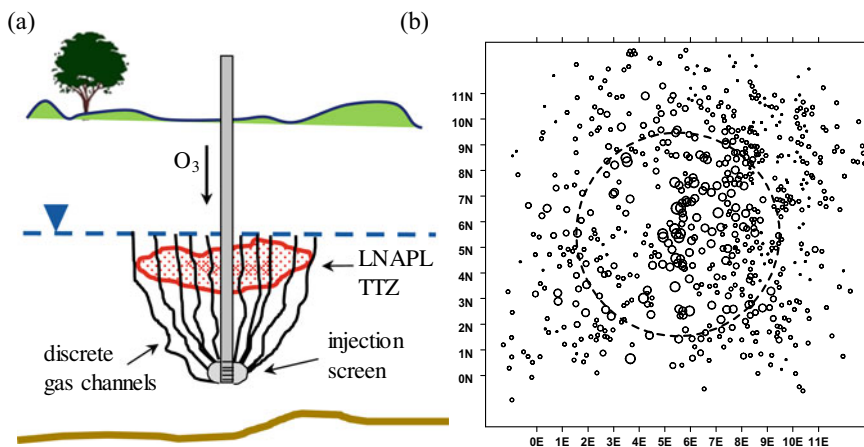 (a)
O3
LNAPL
TTZ
discrete
gas channels
injection
screen
(b)
11N
10N
9N
8N
7N
6N
5N
4N
3N
2N
1N
0N
0E 1E 2E 3E 4E 5E 6E 7E 8E 9E 10E 11E